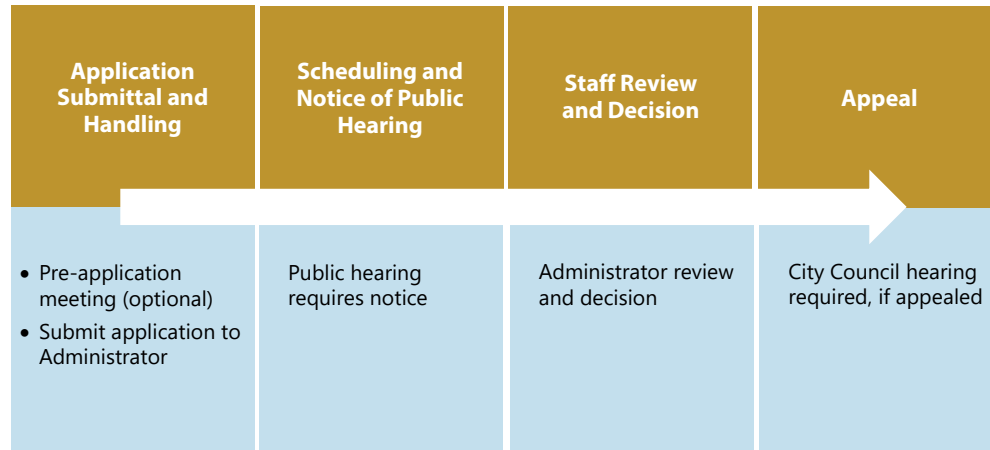 Application
Submittal and
Handling
Scheduling and
Notice of Public
Hearing
Staff Review
and Decision
Appeal
• Pre-application
meeting (optional)
• Submit application to
Administrator
Public hearing
requires notice
Administrator review
and decision
City Council hearing
required, if appealed